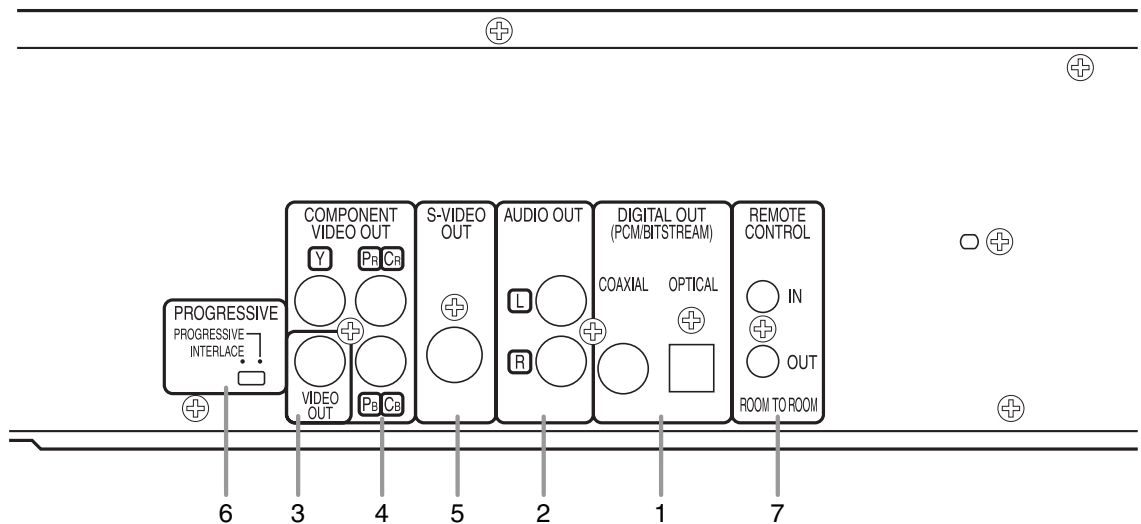 COMPONENT
VIDEO OUT
Y PR CR
S-VIDEO
OUT
AUDIO OUT
L
R
DIGITAL OUT
(PCM/BITSTREAM)
COAXIAL OPTICAL
REMOTE
CONTROL
IN
OUT
ROOM TO ROOM
PROGRESSIVE
PROGRESSIVE
INTERLACE
VIDEO
OUT
PB CB
6 3 4 5 2 1 7